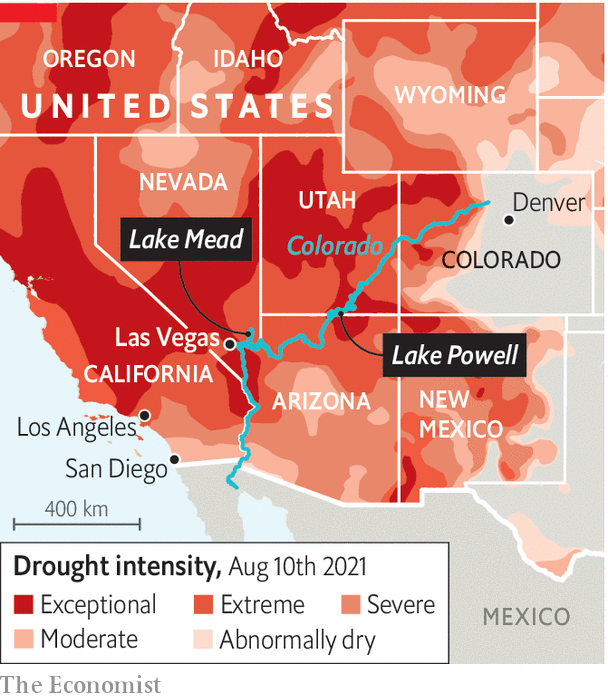 OREGON
IDAHO
UNITED STATES
WYOMING
NEVADA
UTAH
Denver
Lake Mead
Colorado
COLORADO
Las Vegas
Lake Powell
CALIFORNIA
ARIZONA
NEW
MEXICO
Los Angeles
San Diego
400 km
Drought intensity, Aug 10th 2021
Exceptional
Extreme
Severe
Moderate
Abnormally dry
MEXICO
The Economist